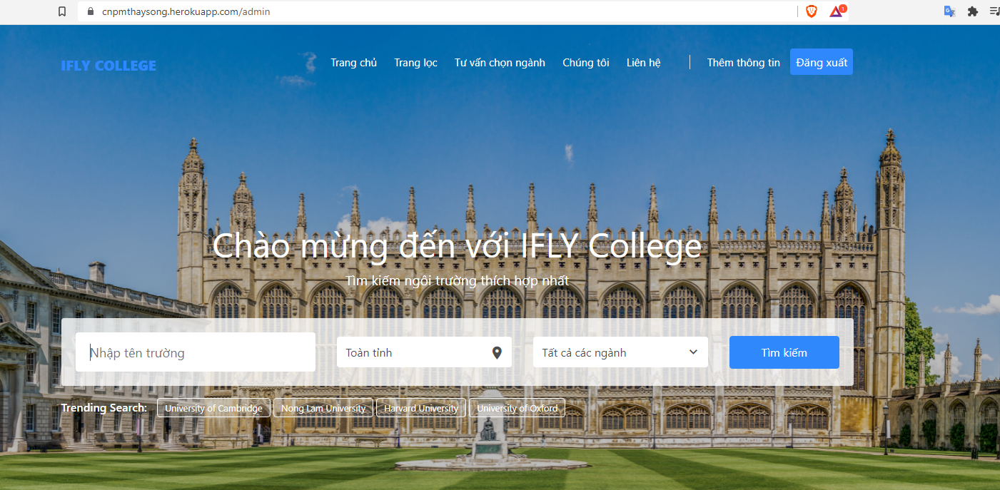 cnpmthaysong.herokuapp.com/admin
1
IFLY COLLEGE
Trang chủ Trang lọc Tư vấn chọn ngành Chúng tôi Liên hệ Thêm thông tin Đăng xuất
Chào mừng đến với IFLY College
Tìm kiếm ngôi trường thích hợp nhất
Nhập tên trường Toàn tỉnh Tất cả các ngành Tìm kiếm
Trending Search: University of Cambridge Nong Lam University Harvard University University of Oxford